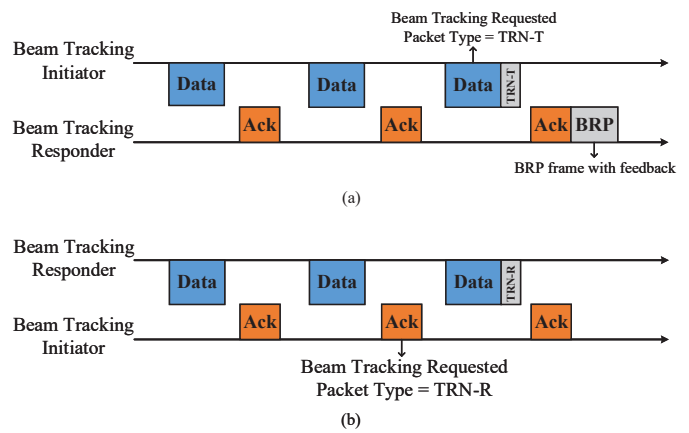 Beam Tracking Requested
Packet Type = TRN-T
Beam Tracking
Initiator
Data
Data
Data
TRN-T
Beam Tracking
Responder
Ack
Ack
Ack
BRP
BRP frame with feedback
(a)
Beam Tracking
Responder
Data
Data
Data
TRN-R
Beam Tracking
Initiator
Ack
Ack
Ack
Beam Tracking Requested
Packet Type = TRN-R
(b)